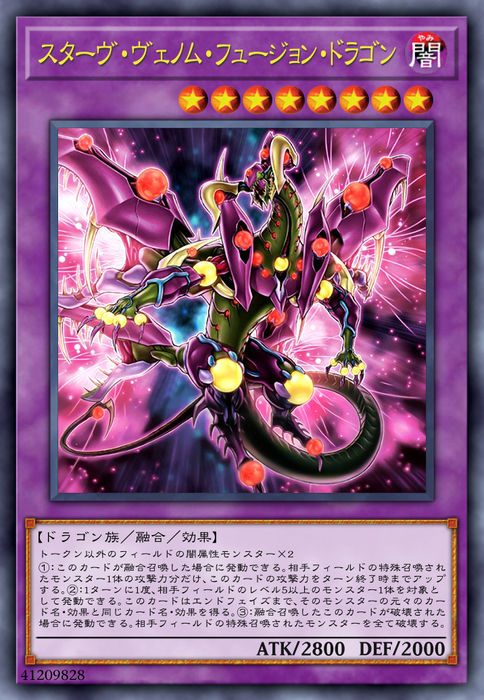 スターヴ・ヴェノム・フュージョン・ドラゴン
やみ
闇
【ドラゴン族／融合／効果】
トークン以外のフィールドの闇属性モンスター×2
①：このカードが融合召喚した場合に発動できる。相手フィールドの特殊召喚され
たモンスター1体の攻撃力分だけ、このカードの攻撃力をターン終了時までアップ
する。②：1ターンに1度、相手フィールドのレベル5以上のモンスター1体を対象と
して発動できる。このカードはエンドフェイズまで、そのモンスターの元々のカー
ド名・効果と同じカード名・効果を得る。③：融合召喚したこのカードが破壊された
場合に発動できる。相手フィールドの特殊召喚されたモンスターを全て破壊する。
ATK/2800 DEF/2000
41209828